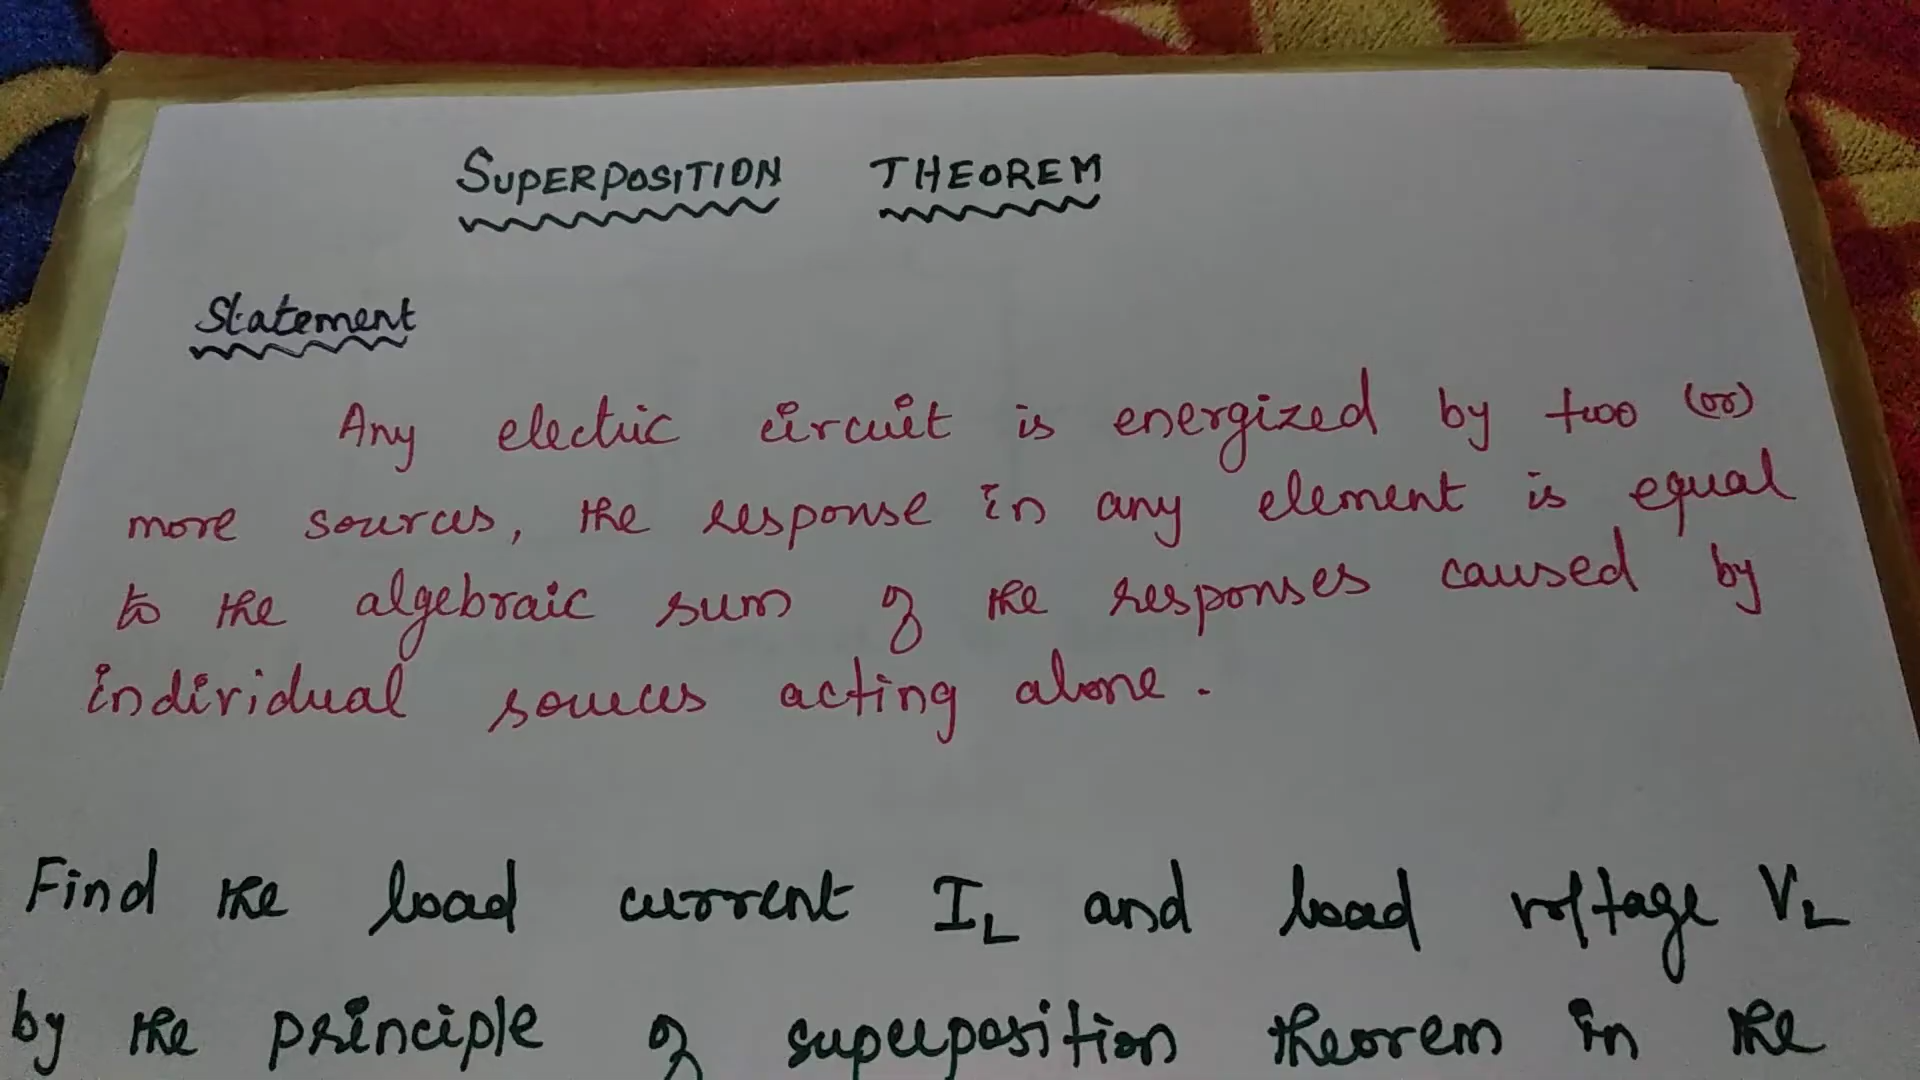 SUPERPOSITION THEOREM
Statement
Any electric circuit is energized by two (or)
more sources, the response in any element is equal
to the algebraic sum of the responses caused by
individual sources acting alone.
Find the load current IL and load voltage VL
by the principle of superposition theorem in the